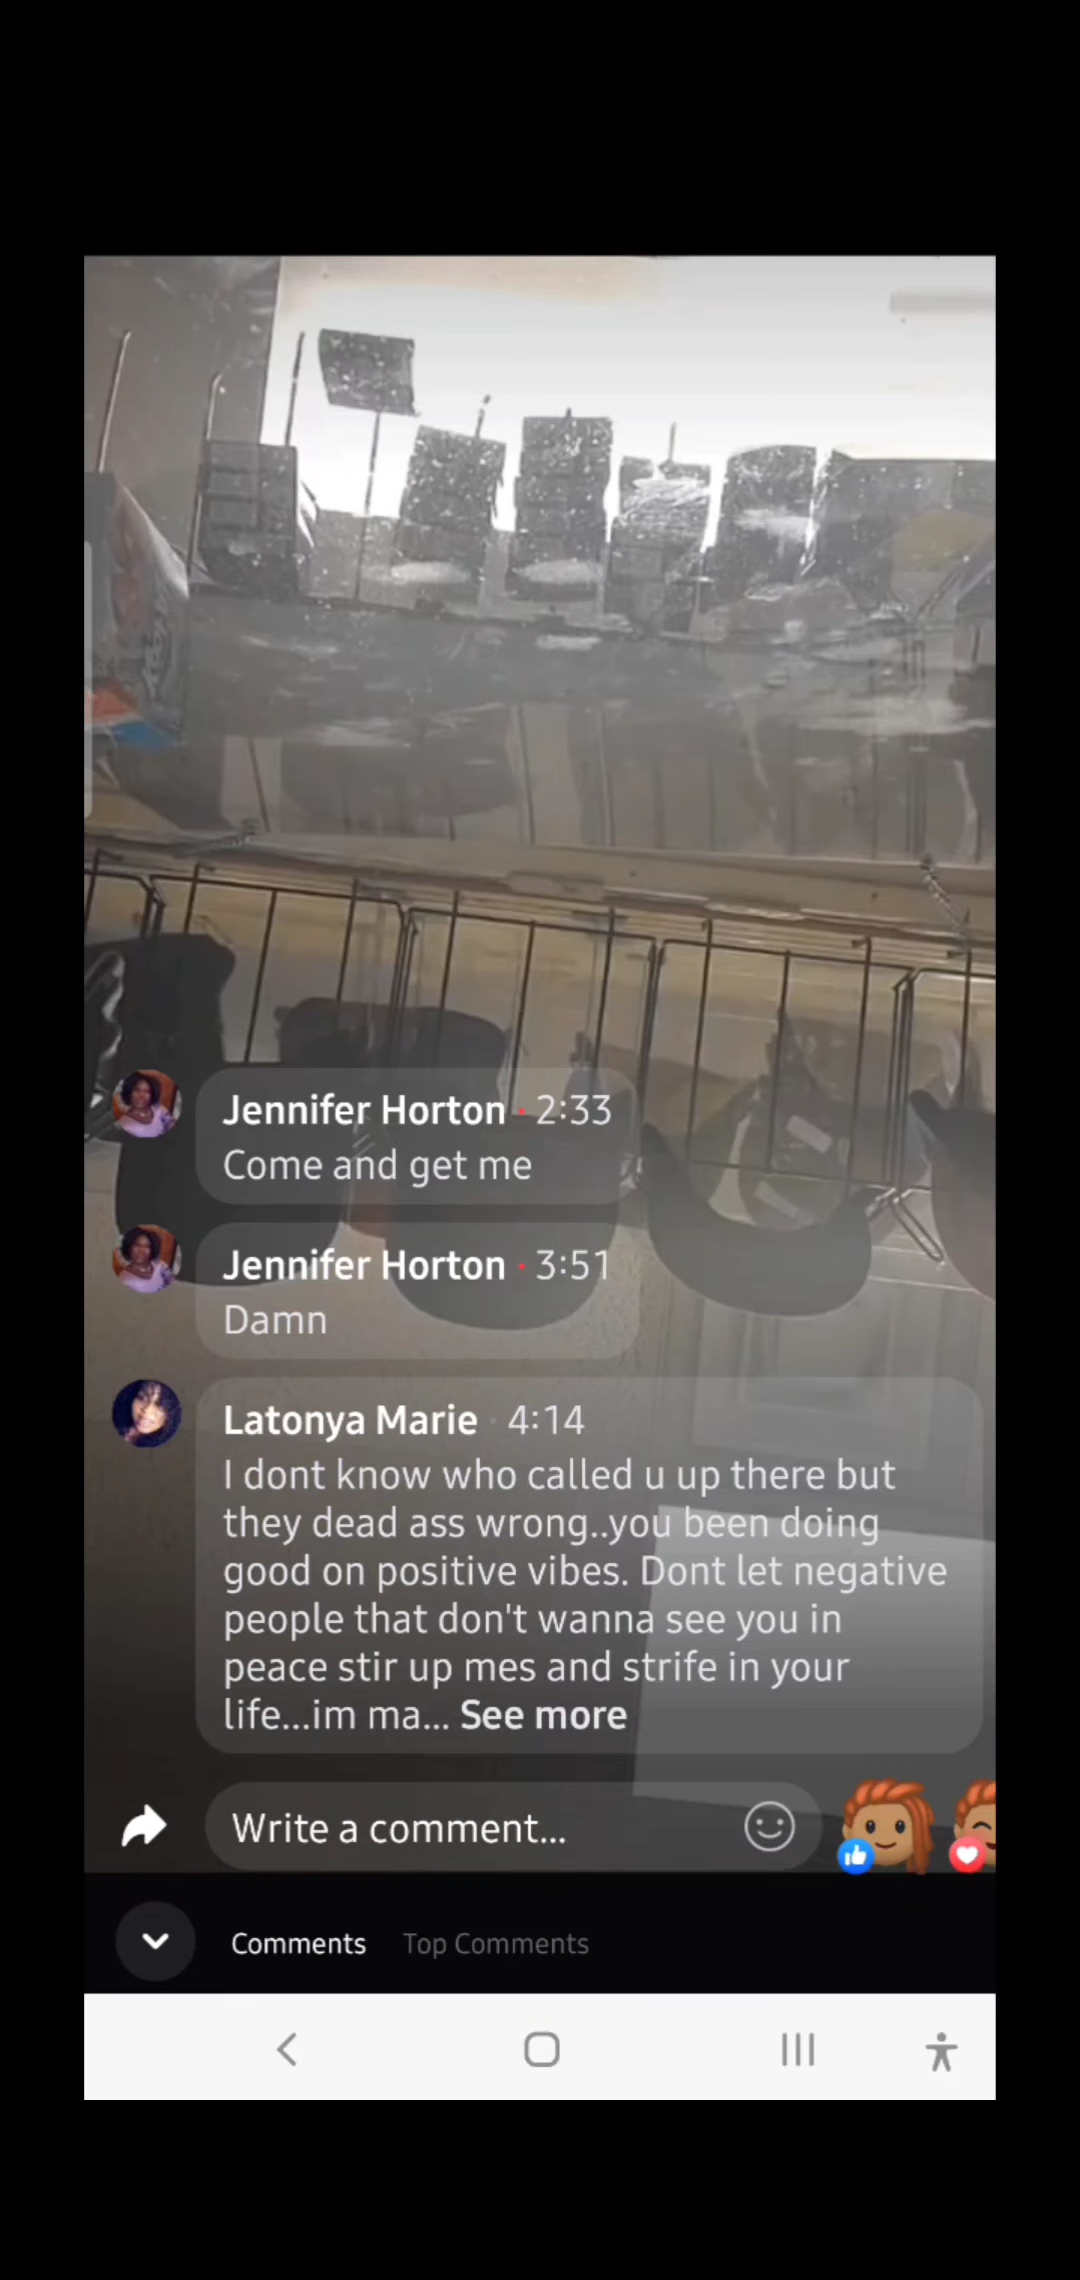 Jennifer Horton · 2:33
Come and get me
Jennifer Horton · 3:51
Damn
Latonya Marie · 4:14
I dont know who called u up there but
they dead ass wrong..you been doing
good on positive vibes. Dont let negative
people that don't wanna see you in
peace stir up mes and strife in your
life...im ma... See more
Write a comment...
Comments Top Comments